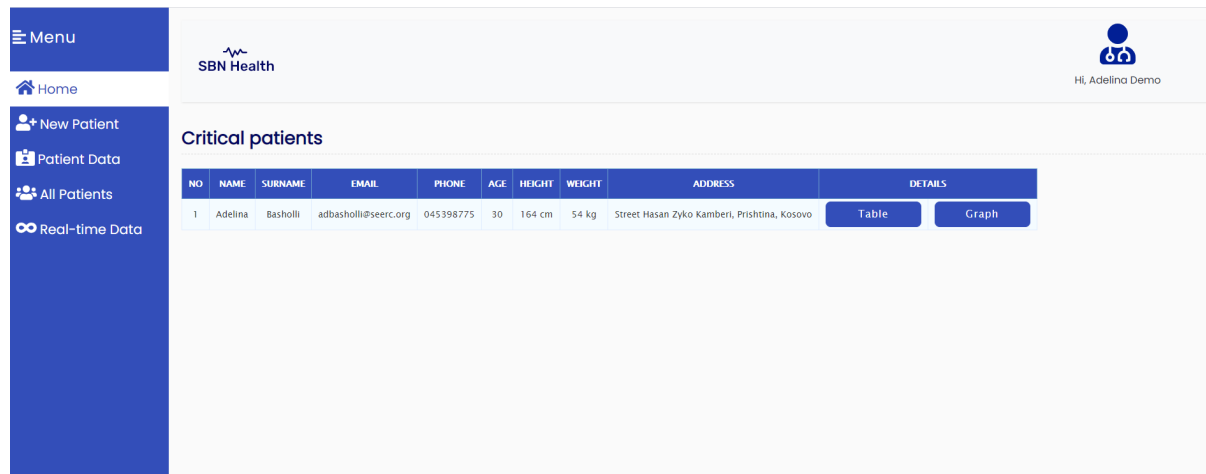 Menu
Home
New Patient
Patient Data
All Patients
Real-time Data
SBN Health
Hi, Adelina Demo
Critical patients
NO NAME SURNAME EMAIL PHONE AGE HEIGHT WEIGHT ADDRESS DETAILS
1 Adelina Basholli adbasholli@seerc.org 045398775 30 164 cm 54 kg Street Hasan Zyko Kamberi, Prishtina, Kosovo Table Graph